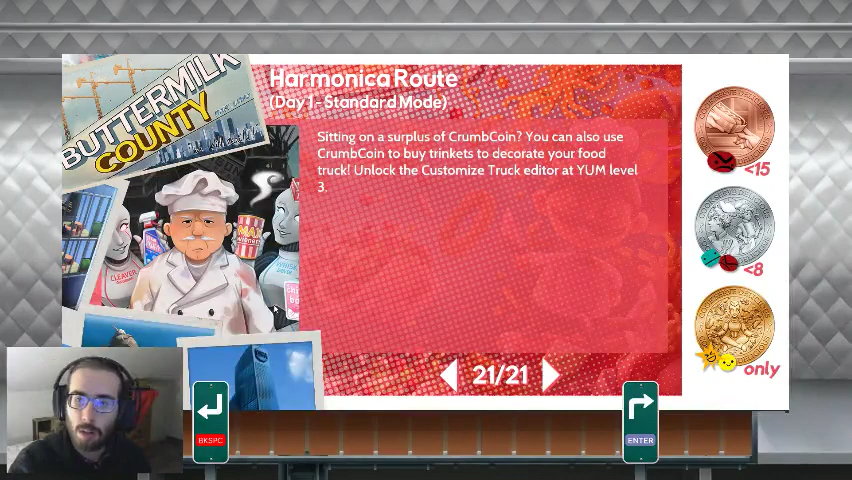 BUTTERMILK
COUNTY
Harmonica Route
(Day 1 - Standard Mode)
Sitting on a surplus of CrumbCoin? You can also use
CrumbCoin to buy trinkets to decorate your food
truck! Unlock the Customize Truck editor at YUM level
3.
CLEAVER
MAX
21/21
<15
<8
only
BKSPC
ENTER